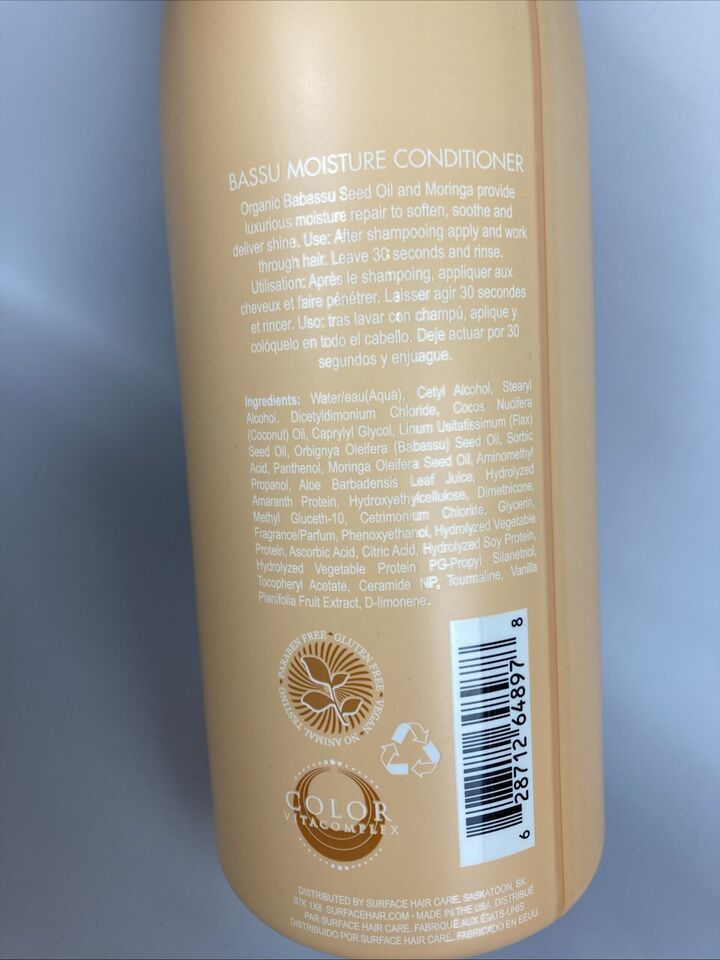 BASSU MOISTURE CONDITIONER
Organic Babassu Seed Oil and Moringa provide
luxurious moisture repair to soften, soothe and
deliver shine. Use: After shampooing apply and work
through hair. Leave 30 seconds and rinse.
Utilisation: Après le shampoing, appliquer aux
cheveux et faire pénétrer. Laisser agir 30 secondes
et rincer. Uso: tras lavar con champú, aplique y
colóquelo en todo el cabello. Deje actuar por 30
segundos y enjuague.
Ingredients: Water/eau(Aqua), Cetyl Alcohol, Stearyl
Alcohol, Dicetyldimonium Chloride, Cocos Nucifera
(Coconut) Oil, Caprylyl Glycol, Linum Usitatissimum (Flax)
Seed Oil, Orbignya Oleifera (Babassu) Seed Oil, Sorbic
Acid, Panthenol, Moringa Oleifera Seed Oil, Aminomethyl
Propanol, Aloe Barbadensis Leaf Juice, Hydrolyzed
Amaranth Protein, Hydroxyethylcellulose, Dimethicone,
Methyl Gluceth-10, Cetrimonium Chloride, Glycerin,
Fragrance/Parfum, Phenoxyethanol, Hydrolyzed Vegetable
Protein, Ascorbic Acid, Citric Acid, Hydrolyzed Soy Protein,
Hydrolyzed Vegetable Protein PG-Propyl Silanetriol,
Tocopheryl Acetate, Ceramide NP, Tourmaline, Vanilla
Planifolia Fruit Extract, D-limonene.
PARABEN FREE • GLUTEN FREE • VEGAN • NO ANIMAL TESTING •
6 28712 64897 8
COLOR
VITACOMPLEX
DISTRIBUTED BY SURFACE HAIR CARE, SASKATOON, SK
S7K 1X8 SURFACEHAIR.COM • MADE IN THE USA, DISTRIBUÉ
PAR SURFACE HAIR CARE. FABRIQUÉ AUX ÉTATS-UNIS
DISTRIBUIDO POR SURFACE HAIR CARE. FABRICADO EN EEUU.